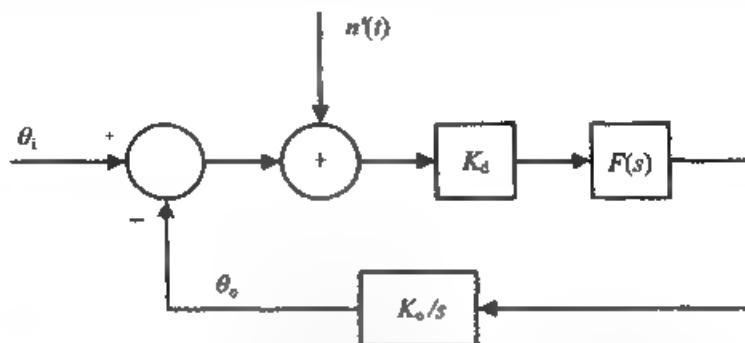 n'(t)
θi
+
+
Kd
F(s)
−
θo
Ko/s